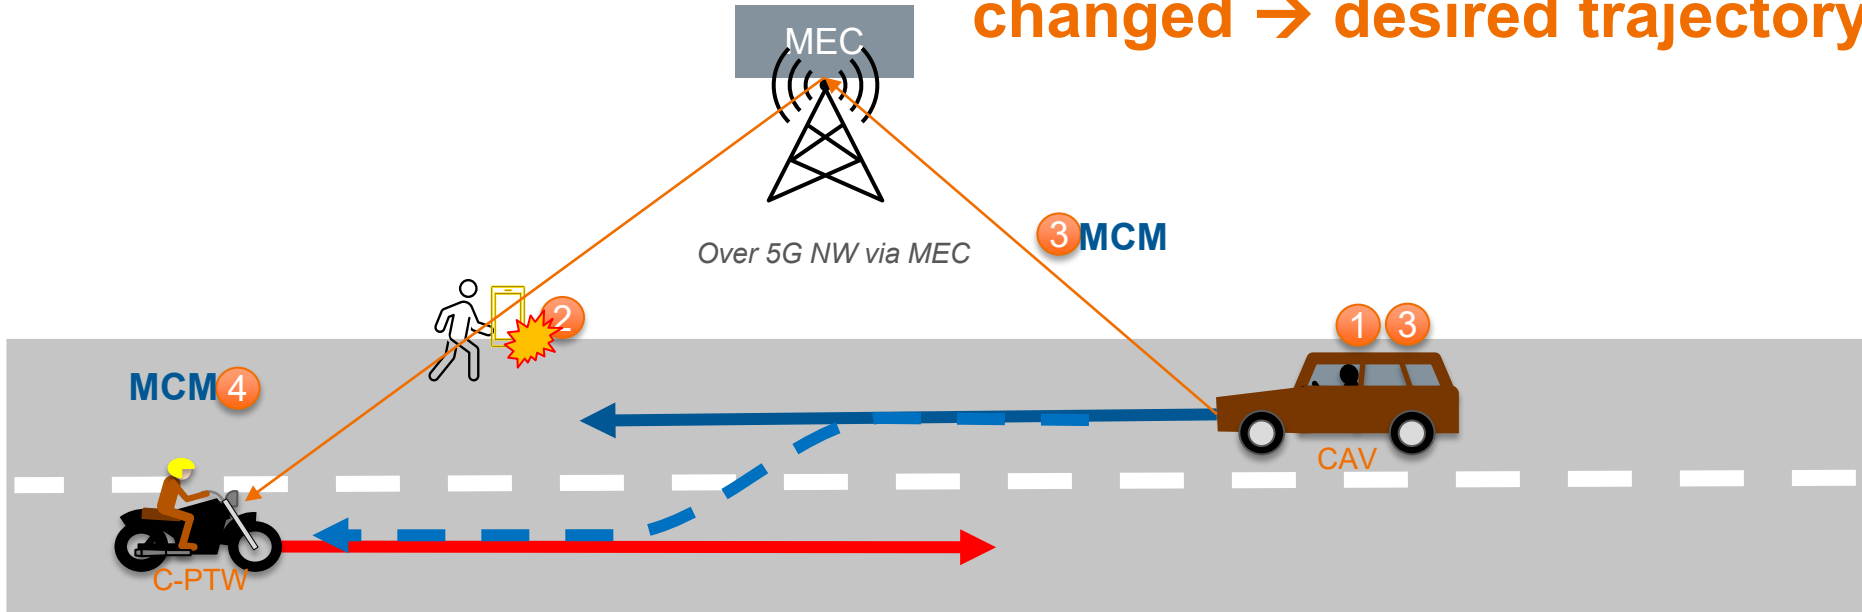 changed → desired trajectory
MEC
Over 5G NW via MEC
3 MCM
2
1 3
MCM 4
CAV
C-PTW